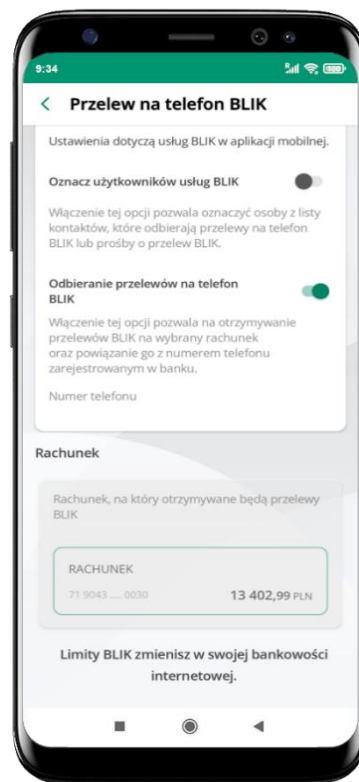 9:34
Przelew na telefon BLIK
Ustawienia dotyczą usług BLIK w aplikacji mobilnej.
Oznacz użytkowników usług BLIK
Włączenie tej opcji pozwala oznaczyć osoby z listy
kontaktów, które odbierają przelewy na telefon
BLIK lub prośby o przelew BLIK.
Odbieranie przelewów na telefon
BLIK
Włączenie tej opcji pozwala na otrzymywanie
przelewów BLIK na wybrany rachunek
oraz powiązanie go z numerem telefonu
zarejestrowanym w banku.
Numer telefonu
Rachunek
Rachunek, na który otrzymywane będą przelewy
BLIK
RACHUNEK
71 9043 .... 0030 13 402,99 PLN
Limity BLIK zmienisz w swojej bankowości
internetowej.